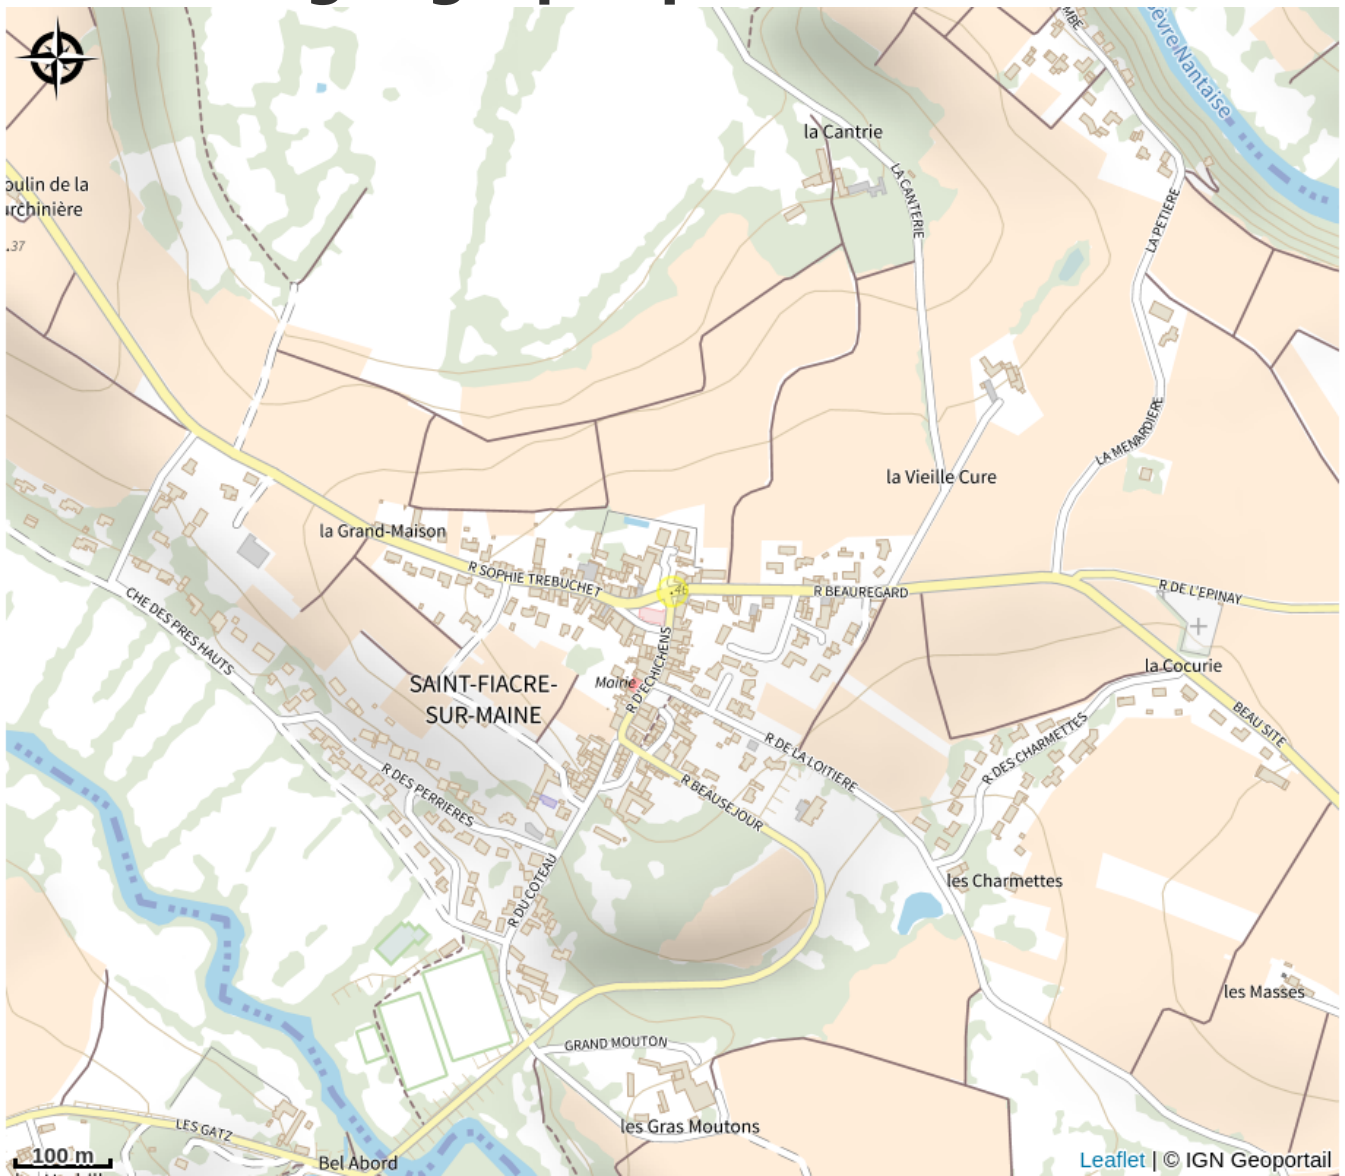 MBE
Sèvre Nantaise
la Cantrie
LA CANTERIE
oulin de la
urchinière
.37
LA PETIERE
LA MENARDIERE
la Vieille Cure
la Grand-Maison
R SOPHIE TREBUCHET
.46
R BEAUREGARD
R DE L'EPINAY
CHE DES PRES HAUTS
R D'ECHICHENS
la Cocurie
Mairie
SAINT-FIACRE-
SUR-MAINE
BEAU SITE
R DES CHARMETTES
R DE LA LOITIERE
R DES PERRIERES
R BEAUSEJOUR
les Charmettes
R DU COTEAU
les Masses
GRAND MOUTON
les Gras Moutons
LES GATZ
Bel Abord
100 m
Leaflet | © IGN Geoportail